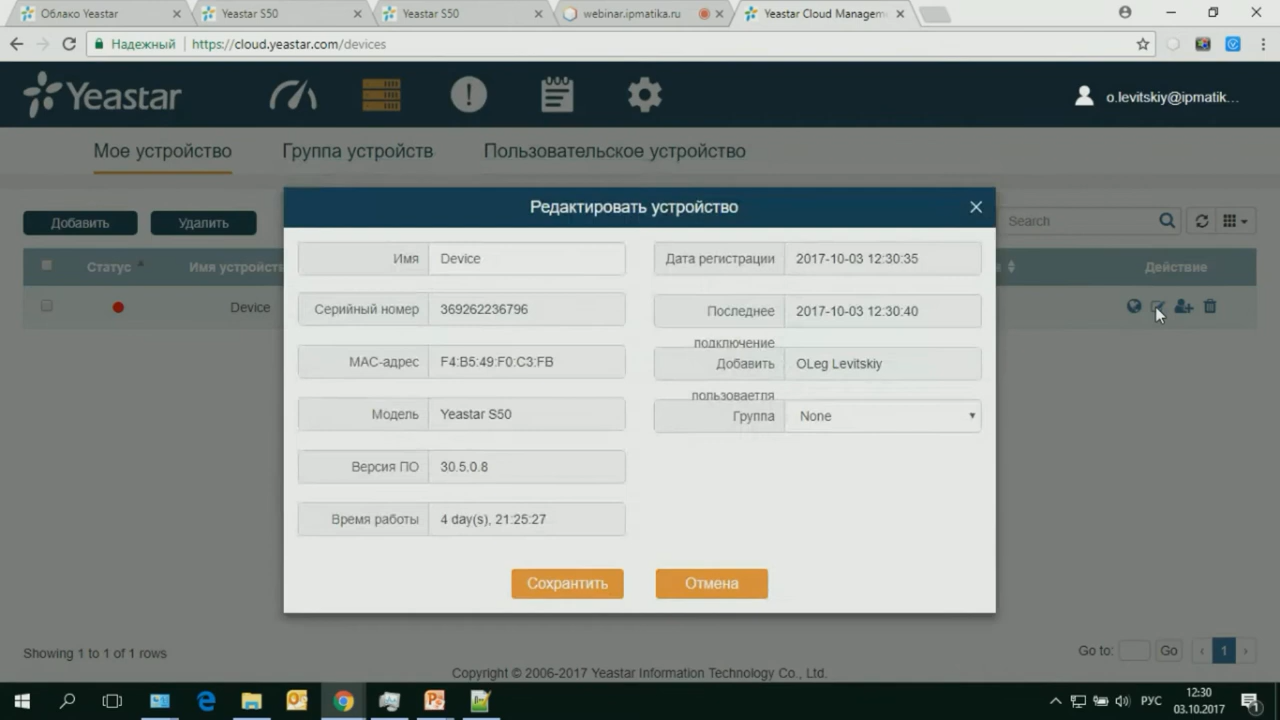 Облако Yeastar
Yeastar S50
Yeastar S50
webinar.ipmatika.ru
Yeastar Cloud Managem
Надежный
https://cloud.yeastar.com/devices
Yeastar
o.levitskiy@ipmatik...
Мое устройство
Группа устройств
Пользовательское устройство
Добавить
Удалить
Search
Статус
Имя устройств
Действие
Device
Редактировать устройство
Имя
Device
Серийный номер
369262236796
MAC-адрес
F4:B5:49:F0:C3:FB
Модель
Yeastar S50
Версия ПО
30.5.0.8
Время работы
4 day(s), 21:25:27
Дата регистрации
2017-10-03 12:30:35
Последнее
подключение
2017-10-03 12:30:40
Добавить
пользоваетля
OLeg Levitskiy
Группа
None
Сохрантить
Отмена
Showing 1 to 1 of 1 rows
Go to:
Go
‹
1
›
Copyright © 2006-2017 Yeastar Information Technology Co., Ltd.
РУС
12:30
03.10.2017
1